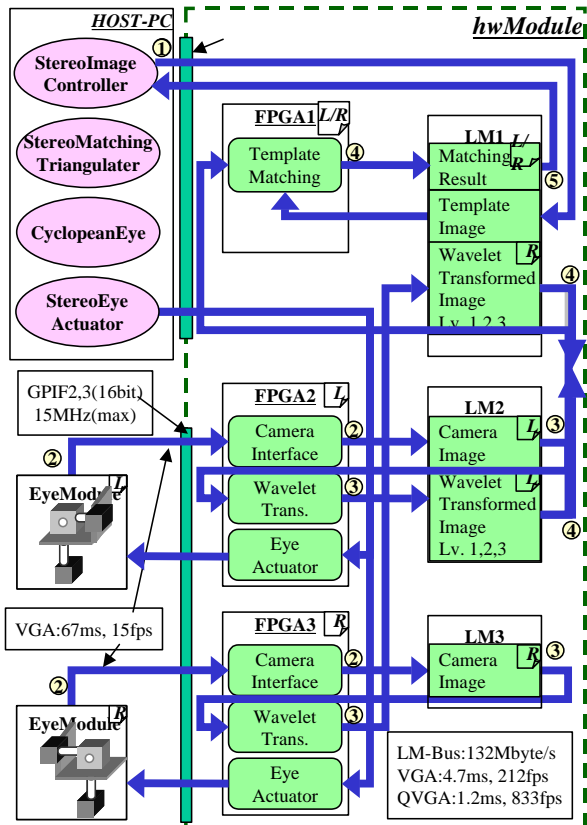 HOST-PC
hwModule
①
StereoImage
Controller
StereoMatching
Triangulater
CyclopeanEye
StereoEye
Actuator
FPGA1
L/R
Template
Matching
④
LM1
L/
R
Matching
Result
⑤
Template
Image
R
Wavelet
Transformed
Image
Lv. 1,2,3
④
GPIF2,3(16bit)
15MHz(max)
②
EyeModule
L
FPGA2
L
Camera
Interface
②
Wavelet
Trans.
③
Eye
Actuator
LM2
L
Camera
Image
③
L
Wavelet
Transformed
Image
Lv. 1,2,3
④
VGA:67ms, 15fps
②
EyeModule
R
FPGA3
R
Camera
Interface
②
Wavelet
Trans.
③
Eye
Actuator
LM3
R
Camera
Image
③
LM-Bus:132Mbyte/s
VGA:4.7ms, 212fps
QVGA:1.2ms, 833fps